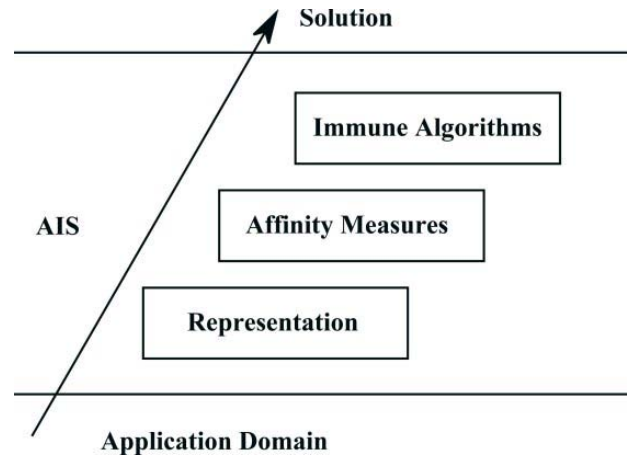 Solution
Immune Algorithms
AIS
Affinity Measures
Representation
Application Domain